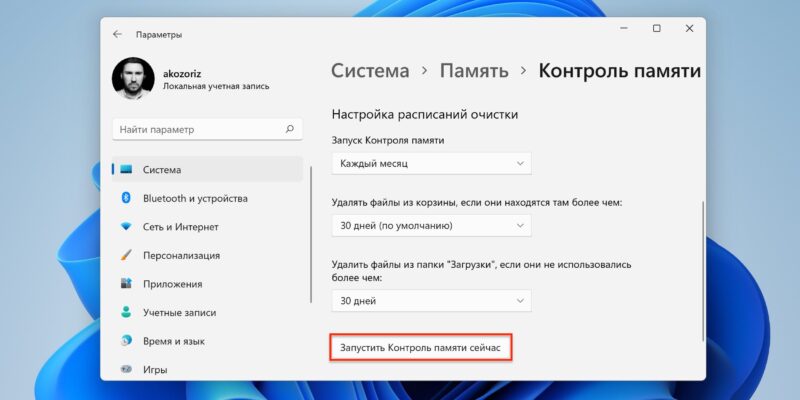 Параметры
akozoriz
Локальная учетная запись
Найти параметр
Система
Bluetooth и устройства
Сеть и Интернет
Персонализация
Приложения
Учетные записи
Время и язык
Игры
Система > Память > Контроль памяти
Настройка расписаний очистки
Запуск Контроля памяти
Каждый месяц
Удалять файлы из корзины, если они находятся там более чем:
30 дней (по умолчанию)
Удалить файлы из папки "Загрузки", если они не использовались
более чем:
30 дней
Запустить Контроль памяти сейчас